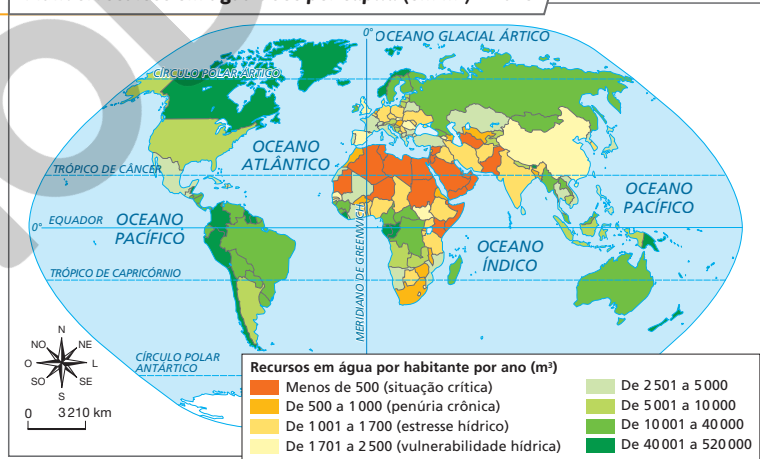 OCEANO GLACIAL ÁRTICO
0°
CÍRCULO POLAR ÁRTICO
OCEANO
ATLÂNTICO
TRÓPICO DE CÂNCER
OCEANO
PACÍFICO
EQUADOR
0°
OCEANO
PACÍFICO
OCEANO
ÍNDICO
TRÓPICO DE CAPRICÓRNIO
MERIDIANO DE GREENWICH
CÍRCULO POLAR
ANTÁRTICO
N
NO
NE
O
L
SO
SE
S
0 3 210 km
Recursos em água por habitante por ano (m³)
Menos de 500 (situação crítica)
De 500 a 1 000 (penúria crônica)
De 1 001 a 1 700 (estresse hídrico)
De 1 701 a 2 500 (vulnerabilidade hídrica)
De 2 501 a 5 000
De 5 001 a 10 000
De 10 001 a 40 000
De 40 001 a 520 000